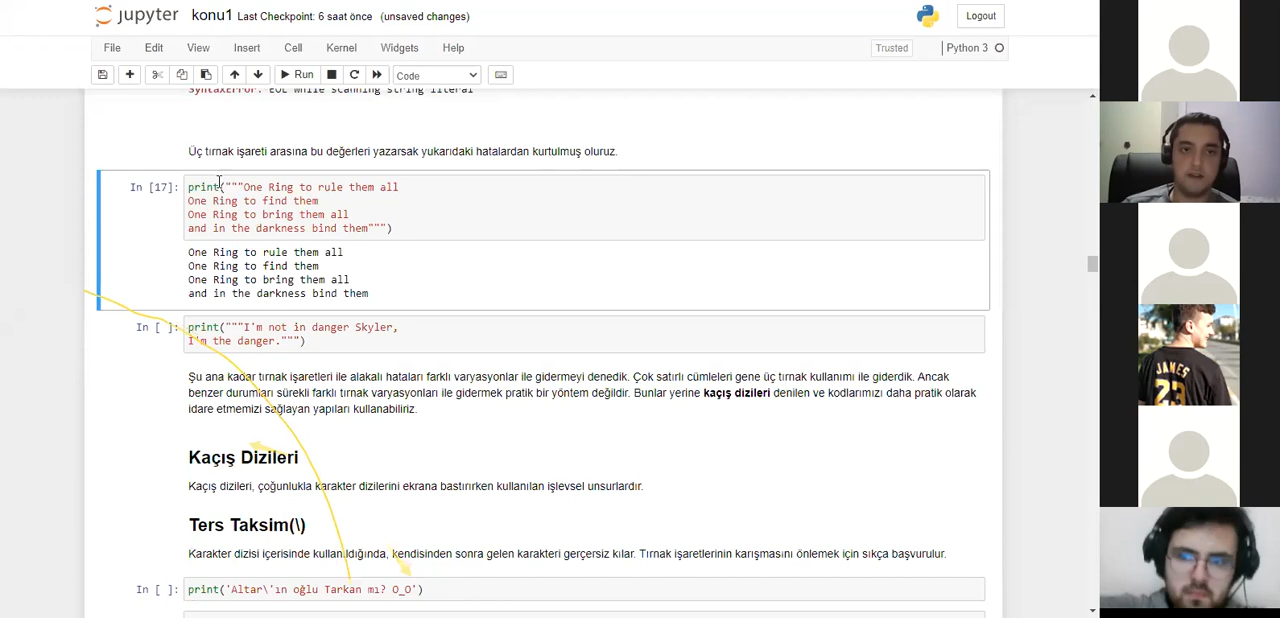 jupyter konu1 Last Checkpoint: 6 saat önce (unsaved changes) Logout
File Edit View Insert Cell Kernel Widgets Help Trusted Python 3
Run Code
SyntaxError: EOL while scanning string literal
Üç tırnak işareti arasına bu değerleri yazarsak yukarıdaki hatalardan kurtulmuş oluruz.
In [17]: print("""One Ring to rule them all
One Ring to find them
One Ring to bring them all
and in the darkness bind them""")
One Ring to rule them all
One Ring to find them
One Ring to bring them all
and in the darkness bind them
In [ ]: print("""I'm not in danger Skyler,
I'm the danger.""")
Şu ana kadar tırnak işaretleri ile alakalı hataları farklı varyasyonlar ile gidermeyi denedik. Çok satırlı cümleleri gene üç tırnak kullanımı ile giderdik. Ancak
benzer durumları sürekli farklı tırnak varyasyonları ile gidermek pratik bir yöntem değildir. Bunlar yerine kaçış dizileri denilen ve kodlarımızı daha pratik olarak
idare etmemizi sağlayan yapıları kullanabiliriz.
Kaçış Dizileri
Kaçış dizileri, çoğunlukla karakter dizilerini ekrana bastırırken kullanılan işlevsel unsurlardır.
Ters Taksim(\)
Karakter dizisi içerisinde kullanıldığında, kendisinden sonra gelen karakteri gerçersiz kılar. Tırnak işaretlerinin karışmasını önlemek için sıkça başvurulur.
In [ ]: print('Altar\'ın oğlu Tarkan mı? O_O')
JAMES
23